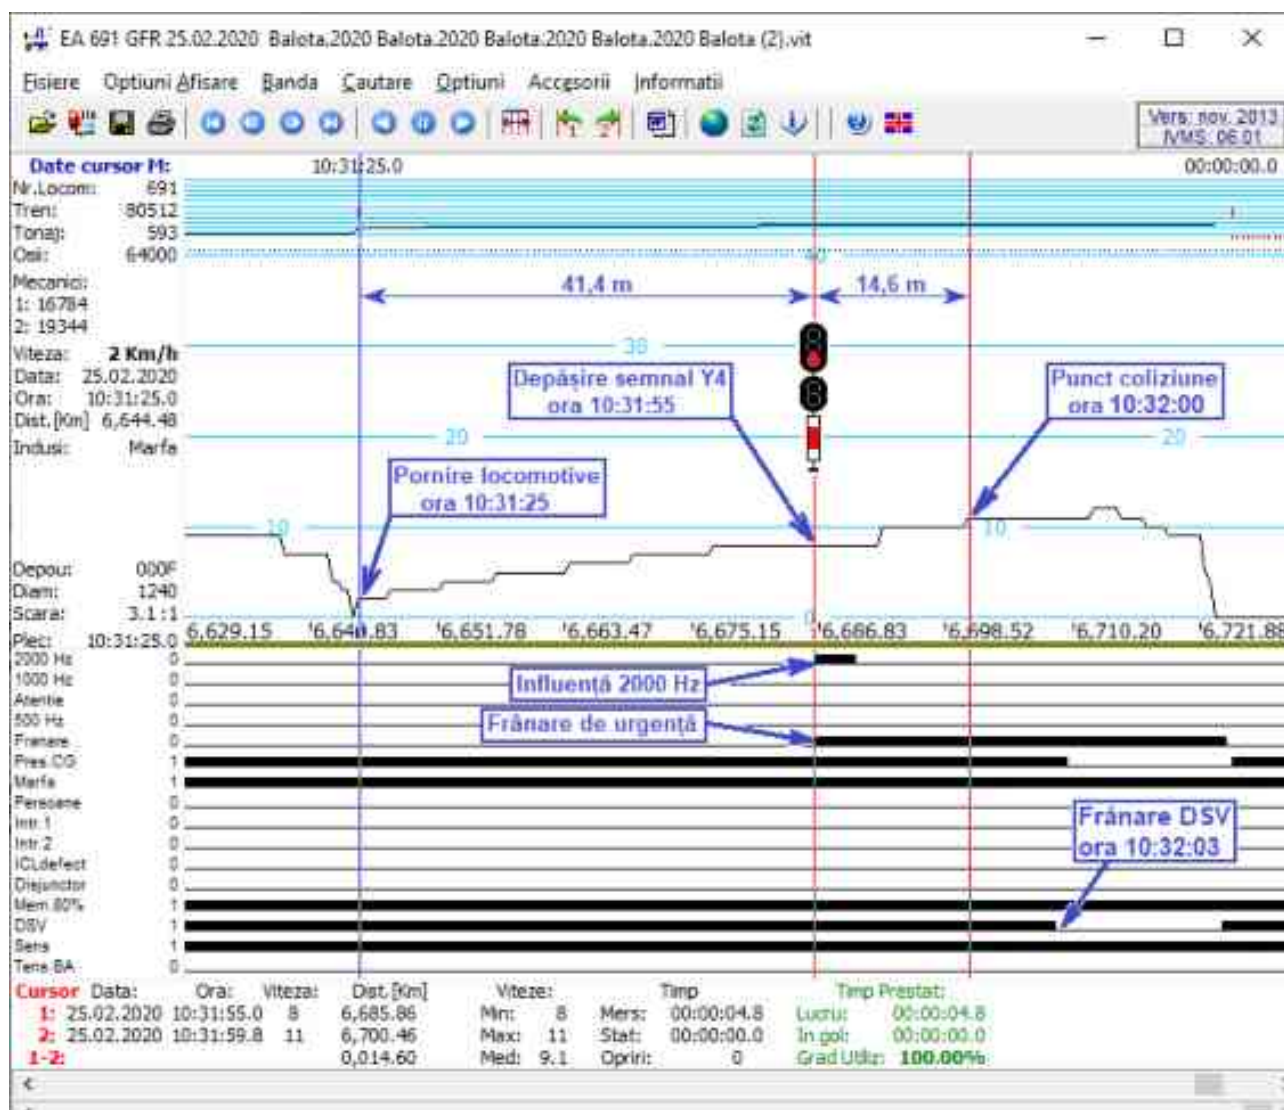 EA 691 GFR 25.02.2020 Balota.2020 Balota.2020 Balota.2020 Balota.2020 Balota (2).vit
Fisiere Optiuni Afisare Banda Cautare Optiuni Accesorii Informatii
Vers: nov. 2013
IVMS: 06.01
Date cursor M: 10:31:25.0 00:00:00.0
Nr.Locom: 691
Tren: 80512
Tonaj: 593
Osii: 64000
40
Mecanici:
1: 16784
2: 19344
41,4 m 14,6 m
30
Viteza: 2 Km/h
Data: 25.02.2020
Ora: 10:31:25.0
Dist.[Km] 6,644.48
Indusi: Marfa
Depăşire semnal Y4
ora 10:31:55
Punct coliziune
ora 10:32:00
20 20
Pornire locomotive
ora 10:31:25
10 10
Depou: 000F
Diam: 1240
Scara: 3.1:1
0
Plec: 10:31:25.0 6,629.15 6,640.83 6,651.78 6,663.47 6,675.15 6,686.83 6,698.52 6,710.20 6,721.88
2000 Hz 0
1000 Hz 0
Atentie 0
500 Hz 0
Franare 0
Pres.CG 1
Marfa 1
Persoane 0
Intr.1 0
Intr.2 0
ICLdefect 0
Disjunctor 0
Mem.80% 1
DSV 1
Sens 1
Tens.BA 0
Influenţă 2000 Hz
Frânare de urgenţă
Frânare DSV
ora 10:32:03
Cursor Data: Ora: Viteza: Dist.[Km] Viteze: Timp Timp Prestat:
1: 25.02.2020 10:31:55.0 8 6,685.86 Min: 8 Mers: 00:00:04.8 Lucru: 00:00:04.8
2: 25.02.2020 10:31:59.8 11 6,700.46 Max: 11 Stat: 00:00:00.0 In gol: 00:00:00.0
1-2: 0,014.60 Med: 9.1 Opriri: 0 Grad Utiliz: 100.00%